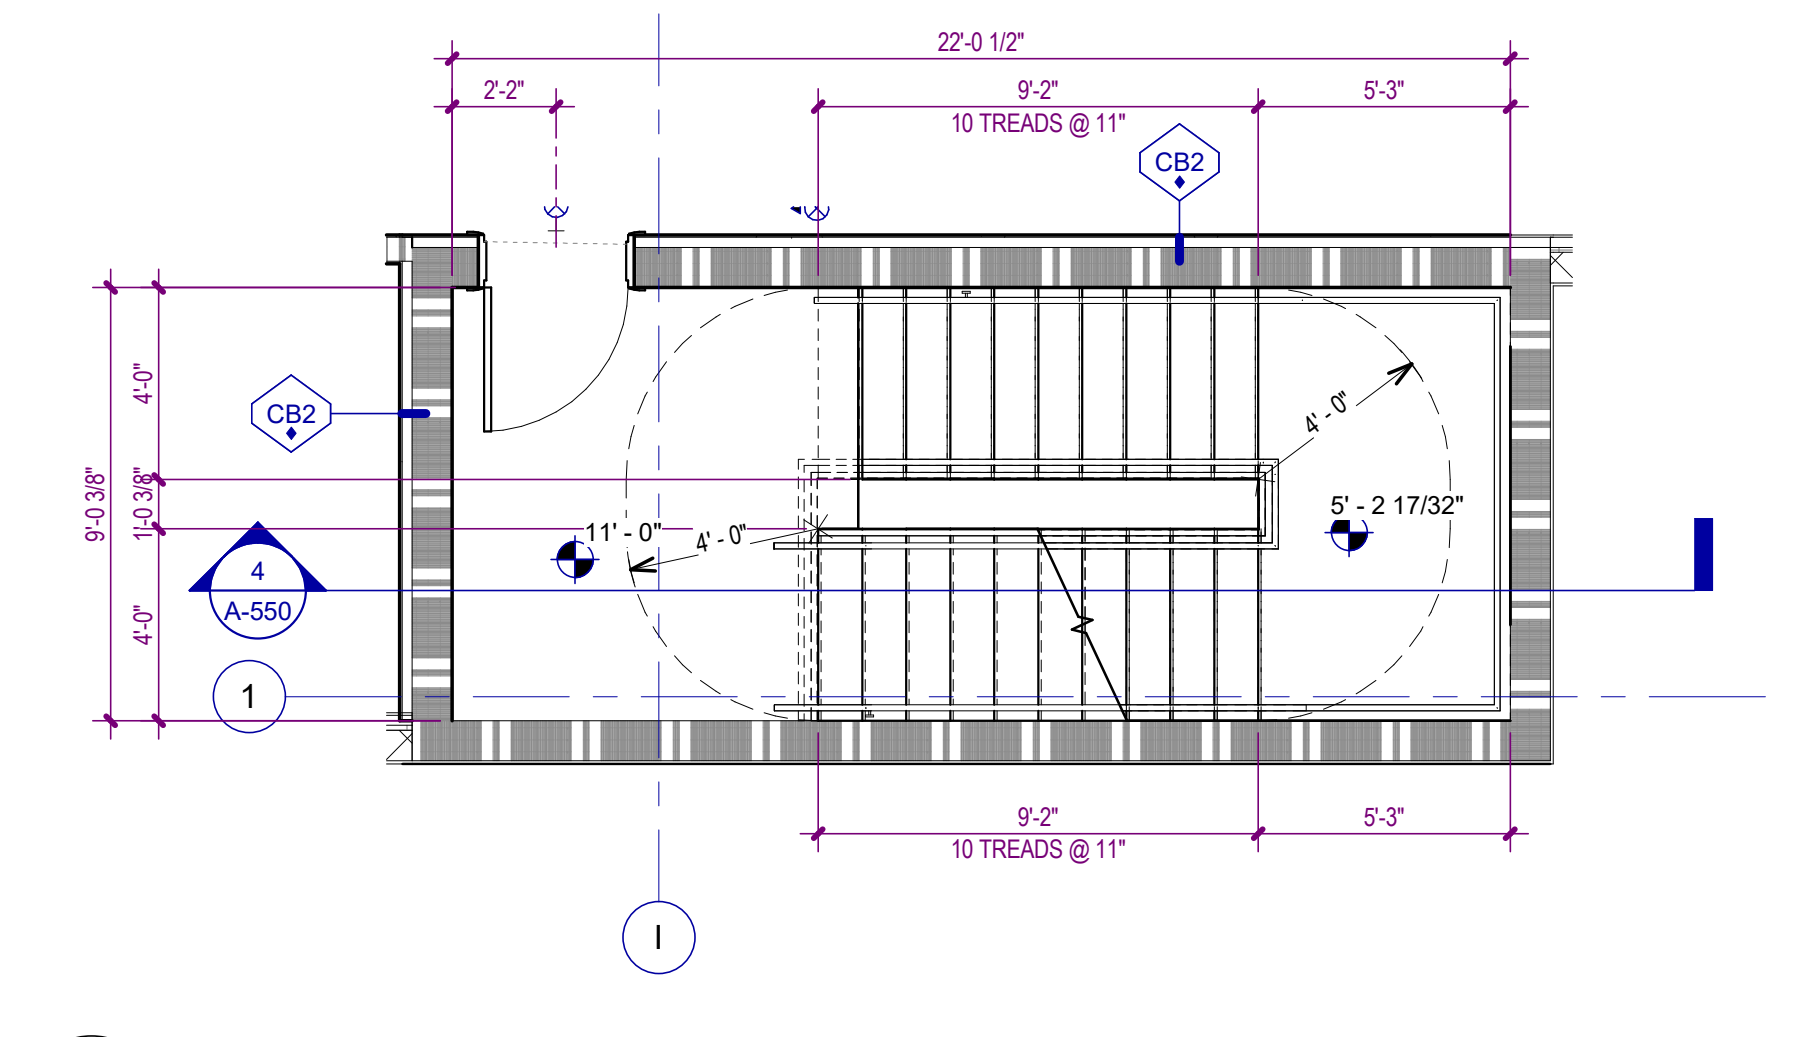 22'-0 1/2"
2'-2"
9'-2"
5'-3"
10 TREADS @ 11"
CB2
4'-0"
4' - 0"
CB2
9'-0 3/8"
1'-0 3/8"
5' - 2 17/32"
11' - 0"
4' - 0"
4
A-550
4'-0"
1
9'-2"
5'-3"
10 TREADS @ 11"
I